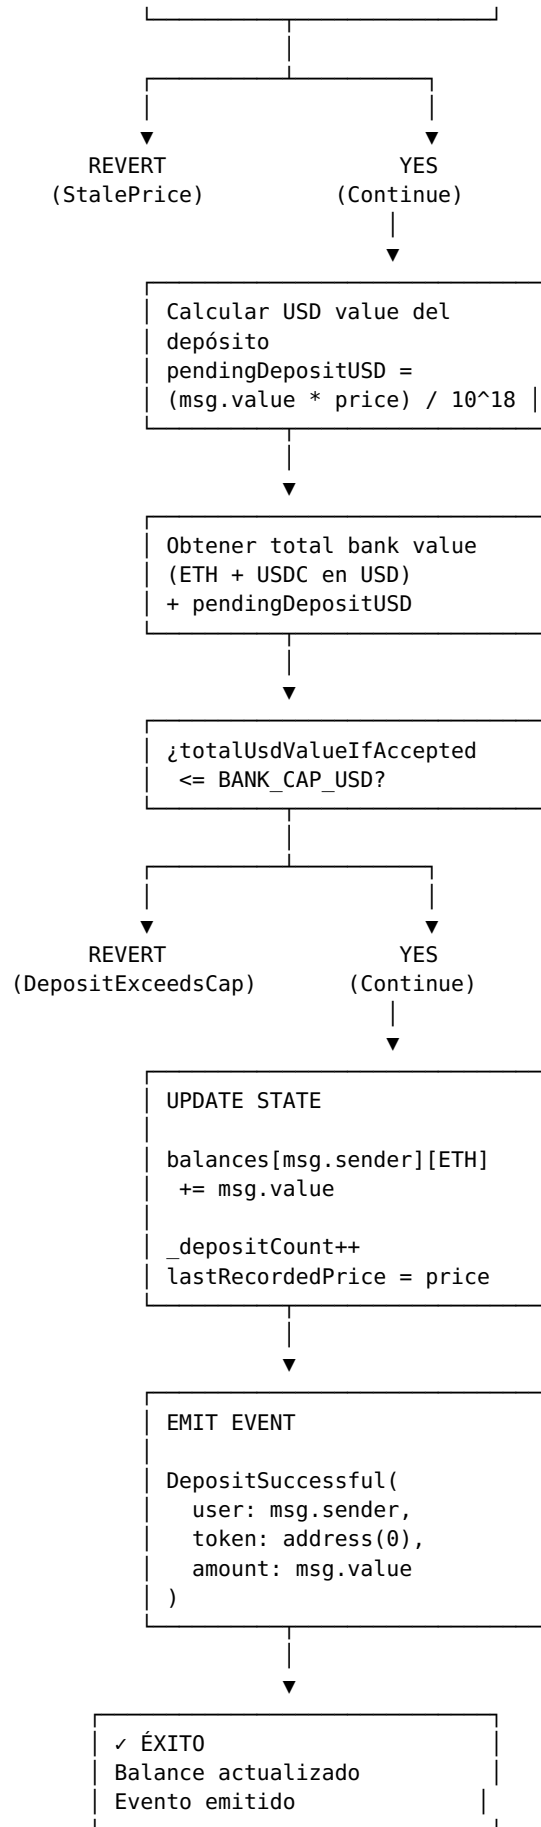 REVERT YES
(StalePrice) (Continue)
Calcular USD value del
depósito
pendingDepositUSD =
(msg.value * price) / 10^18
Obtener total bank value
(ETH + USDC en USD)
+ pendingDepositUSD
¿totalUsdValueIfAccepted
<= BANK_CAP_USD?
REVERT YES
(DepositExceedsCap) (Continue)
UPDATE STATE
balances[msg.sender][ETH]
+= msg.value
_depositCount++
lastRecordedPrice = price
EMIT EVENT
DepositSuccessful(
user: msg.sender,
token: address(0),
amount: msg.value
)
✓ ÉXITO
Balance actualizado
Evento emitido